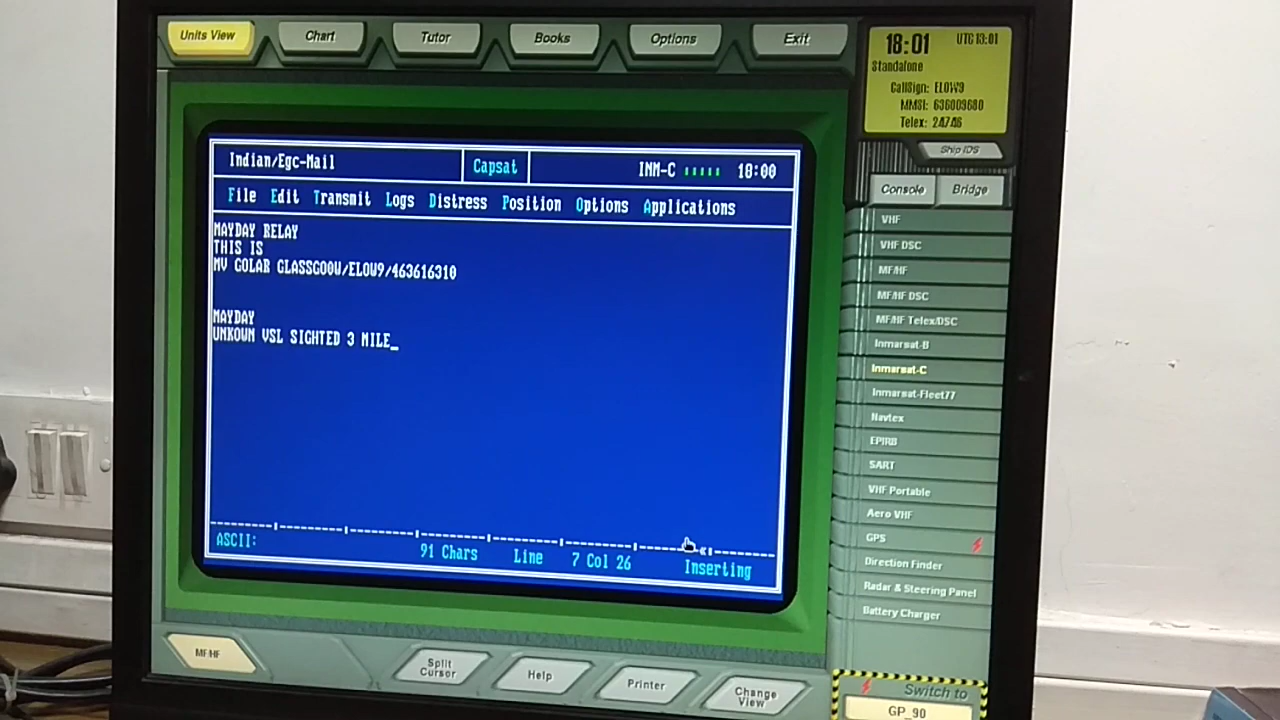 Units View
Chart
Tutor
Books
Options
Exit
18:01
UTC 13:01
Standalone
CallSign: ELOW9
MMSI: 636009680
Telex: 24746
Ship IDS
Console
Bridge
Indian/Egc-Mail
Capsat
INM-C
18:00
File Edit Transmit Logs Distress Position Options Applications
MAYDAY RELAY
THIS IS
MV GOLAR GLASSGOOW/ELOW9/463616310
MAYDAY
UNKOWN VSL SIGHTED 3 MILE_
ASCII:
91 Chars
Line
7 Col 26
Inserting
VHF
VHF DSC
MF/HF
MF/HF DSC
MF/HF Telex/DSC
Inmarsat-B
Inmarsat-C
Inmarsat-Fleet77
Navtex
EPIRB
SART
VHF Portable
Aero VHF
GPS
Direction Finder
Radar & Steering Panel
Battery Charger
MF/HF
Split
Cursor
Help
Printer
Change
View
Switch to
GP_90